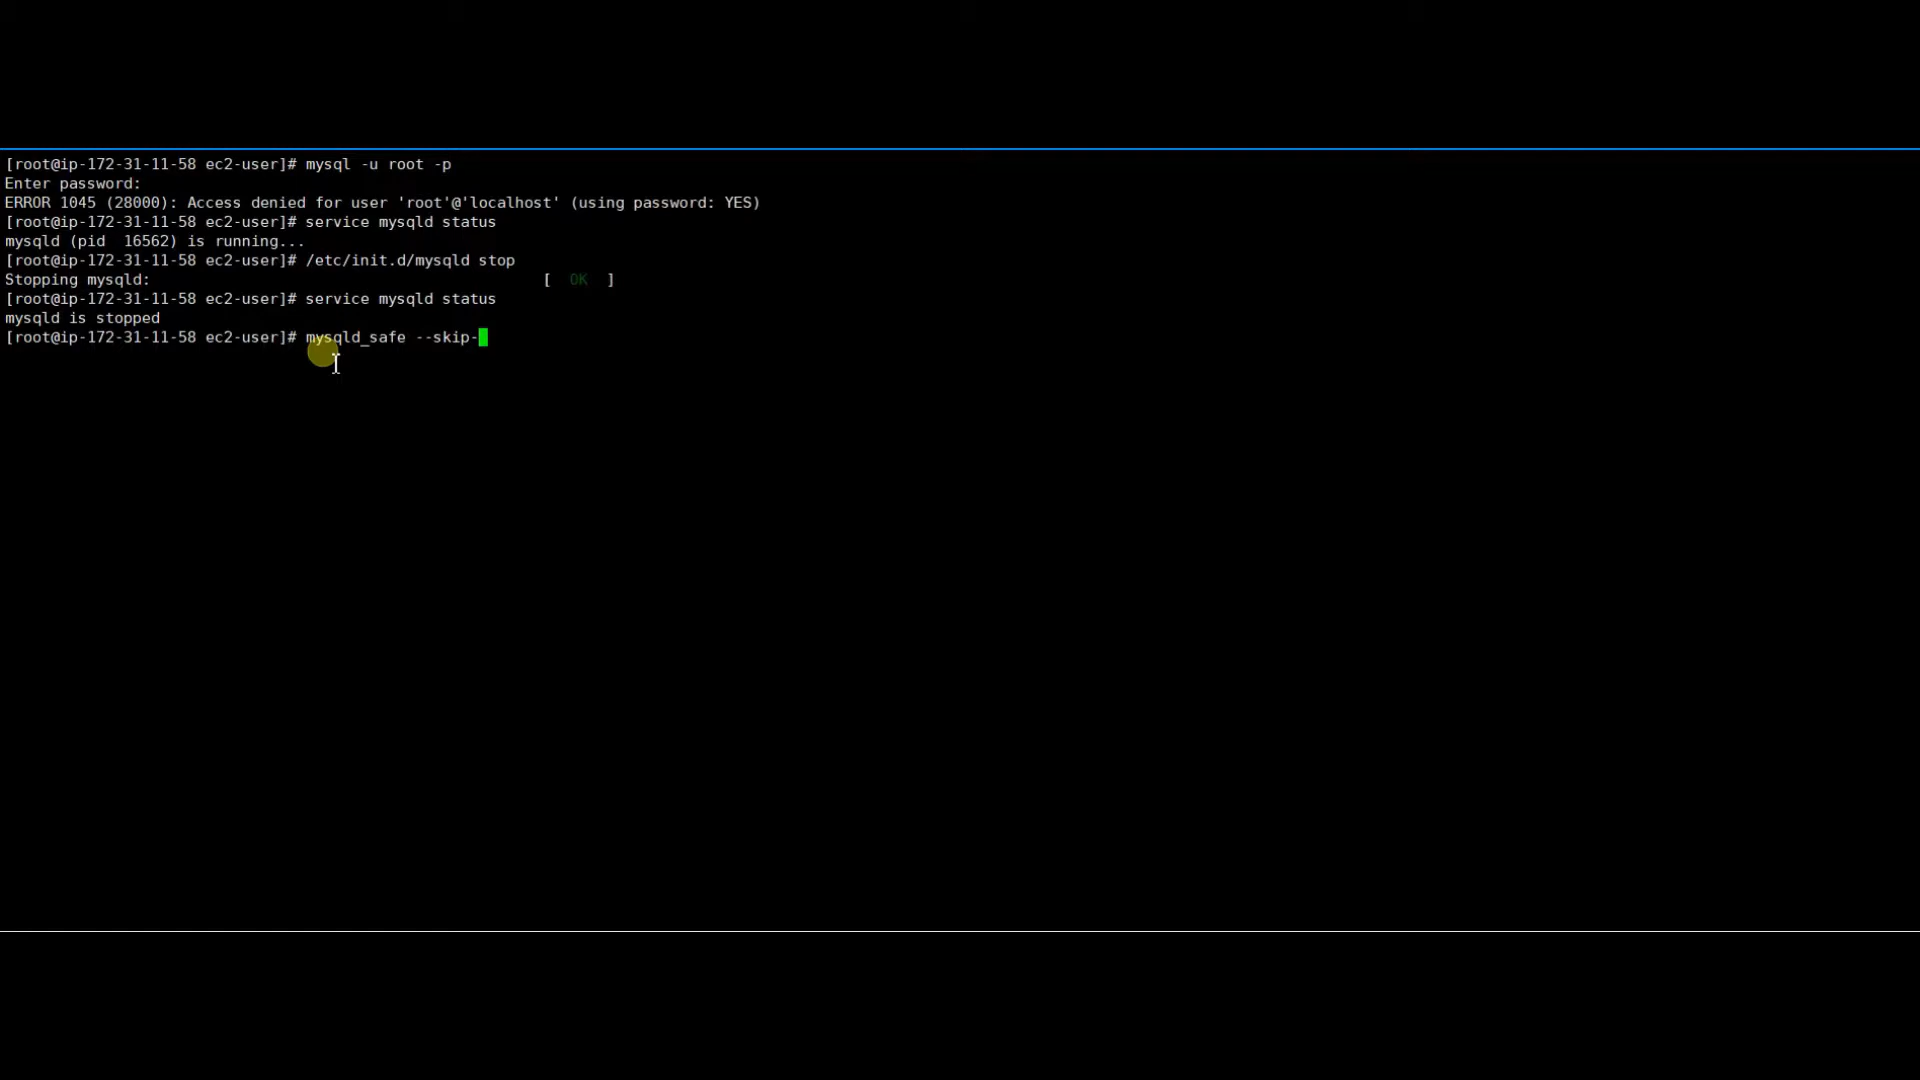 [root@ip-172-31-11-58 ec2-user]# mysql -u root -p
Enter password:
ERROR 1045 (28000): Access denied for user 'root'@'localhost' (using password: YES)
[root@ip-172-31-11-58 ec2-user]# service mysqld status
mysqld (pid  16562) is running...
[root@ip-172-31-11-58 ec2-user]# /etc/init.d/mysqld stop
Stopping mysqld:                                           [  OK  ]
[root@ip-172-31-11-58 ec2-user]# service mysqld status
mysqld is stopped
[root@ip-172-31-11-58 ec2-user]# mysqld_safe --skip-